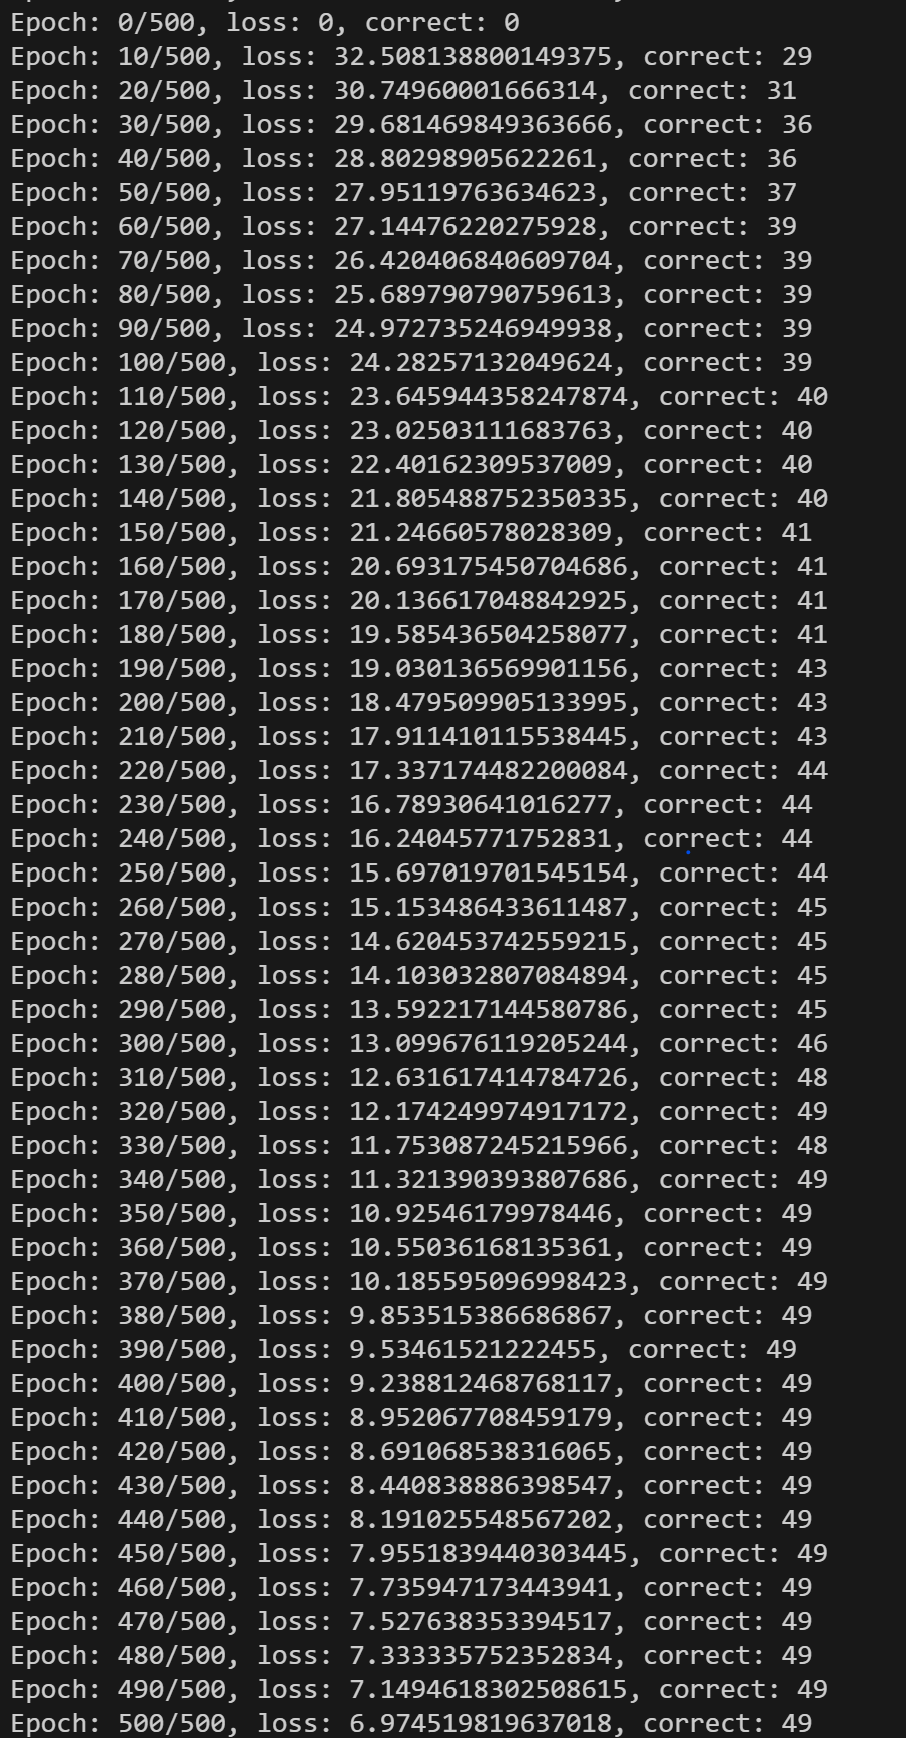 Epoch: 0/500, loss: 0, correct: 0
Epoch: 10/500, loss: 32.508138800149375, correct: 29
Epoch: 20/500, loss: 30.74960001666314, correct: 31
Epoch: 30/500, loss: 29.681469849363666, correct: 36
Epoch: 40/500, loss: 28.80298905622261, correct: 36
Epoch: 50/500, loss: 27.95119763634623, correct: 37
Epoch: 60/500, loss: 27.14476220275928, correct: 39
Epoch: 70/500, loss: 26.420406840609704, correct: 39
Epoch: 80/500, loss: 25.689790790759613, correct: 39
Epoch: 90/500, loss: 24.972735246949938, correct: 39
Epoch: 100/500, loss: 24.28257132049624, correct: 39
Epoch: 110/500, loss: 23.645944358247874, correct: 40
Epoch: 120/500, loss: 23.02503111683763, correct: 40
Epoch: 130/500, loss: 22.40162309537009, correct: 40
Epoch: 140/500, loss: 21.805488752350335, correct: 40
Epoch: 150/500, loss: 21.24660578028309, correct: 41
Epoch: 160/500, loss: 20.693175450704686, correct: 41
Epoch: 170/500, loss: 20.136617048842925, correct: 41
Epoch: 180/500, loss: 19.585436504258077, correct: 41
Epoch: 190/500, loss: 19.030136569901156, correct: 43
Epoch: 200/500, loss: 18.479509905133995, correct: 43
Epoch: 210/500, loss: 17.911410115538445, correct: 43
Epoch: 220/500, loss: 17.337174482200084, correct: 44
Epoch: 230/500, loss: 16.78930641016277, correct: 44
Epoch: 240/500, loss: 16.24045771752831, correct: 44
Epoch: 250/500, loss: 15.697019701545154, correct: 44
Epoch: 260/500, loss: 15.153486433611487, correct: 45
Epoch: 270/500, loss: 14.620453742559215, correct: 45
Epoch: 280/500, loss: 14.103032807084894, correct: 45
Epoch: 290/500, loss: 13.592217144580786, correct: 45
Epoch: 300/500, loss: 13.099676119205244, correct: 46
Epoch: 310/500, loss: 12.631617414784726, correct: 48
Epoch: 320/500, loss: 12.174249974917172, correct: 49
Epoch: 330/500, loss: 11.753087245215966, correct: 48
Epoch: 340/500, loss: 11.321390393807686, correct: 49
Epoch: 350/500, loss: 10.92546179978446, correct: 49
Epoch: 360/500, loss: 10.55036168135361, correct: 49
Epoch: 370/500, loss: 10.185595096998423, correct: 49
Epoch: 380/500, loss: 9.853515386686867, correct: 49
Epoch: 390/500, loss: 9.53461521222455, correct: 49
Epoch: 400/500, loss: 9.238812468768117, correct: 49
Epoch: 410/500, loss: 8.952067708459179, correct: 49
Epoch: 420/500, loss: 8.691068538316065, correct: 49
Epoch: 430/500, loss: 8.440838886398547, correct: 49
Epoch: 440/500, loss: 8.191025548567202, correct: 49
Epoch: 450/500, loss: 7.9551839440303445, correct: 49
Epoch: 460/500, loss: 7.735947173443941, correct: 49
Epoch: 470/500, loss: 7.527638353394517, correct: 49
Epoch: 480/500, loss: 7.333335752352834, correct: 49
Epoch: 490/500, loss: 7.1494618302508615, correct: 49
Epoch: 500/500, loss: 6.974519819637018, correct: 49